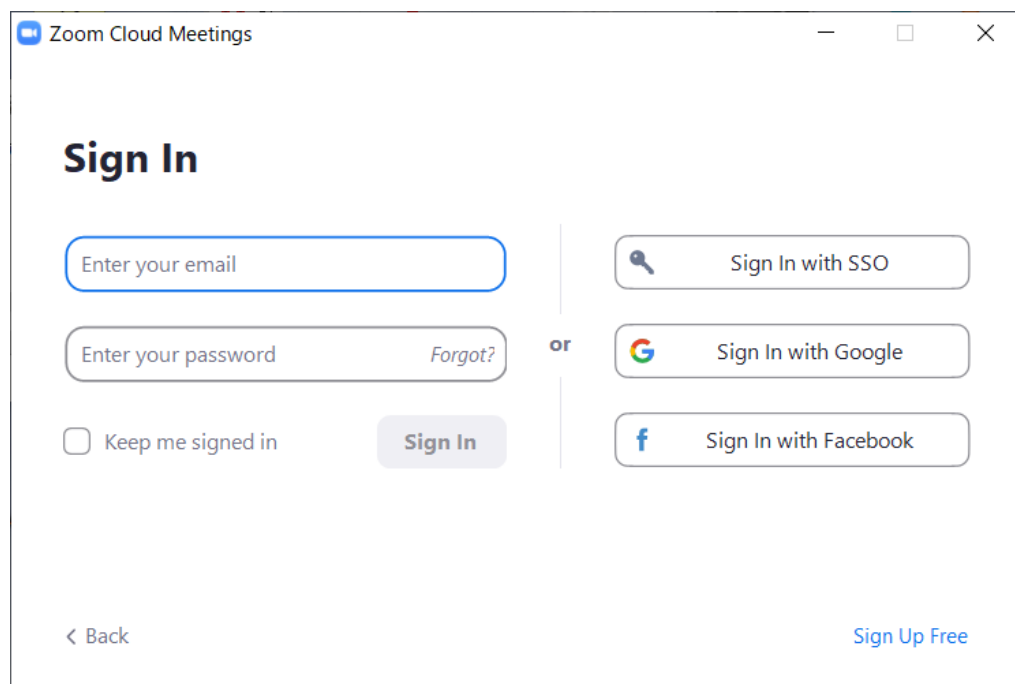 Zoom Cloud Meetings
Sign In
Enter your email
Enter your password Forgot?
Keep me signed in Sign In
or
Sign In with SSO
Sign In with Google
Sign In with Facebook
Back
Sign Up Free